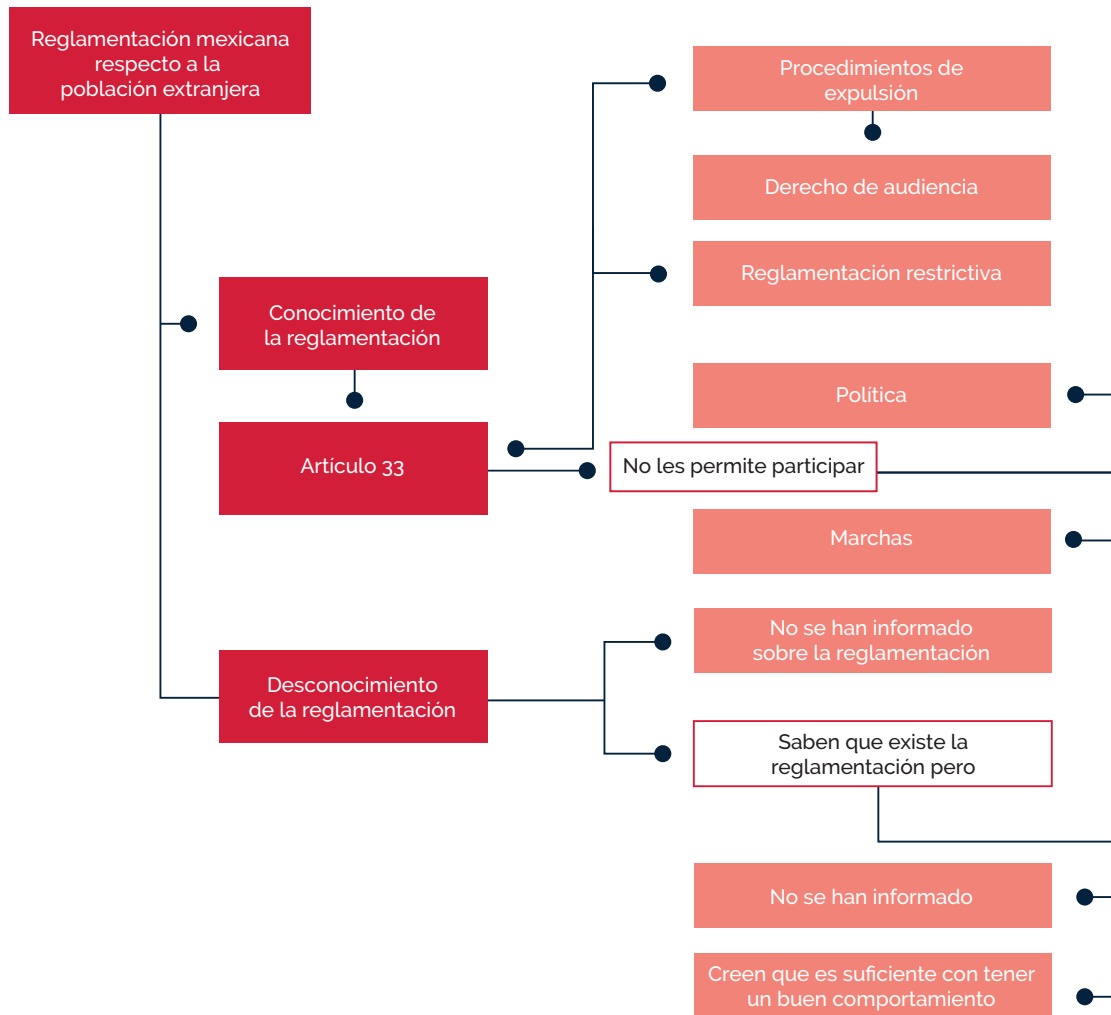 Reglamentación mexicana
respecto a la
población extranjera
Procedimientos de
expulsión
Derecho de audiencia
Reglamentación restrictiva
Conocimiento de
la reglamentación
Política
Artículo 33
No les permite participar
Marchas
No se han informado
sobre la reglamentación
Desconocimiento
de la reglamentación
Saben que existe la
reglamentación pero
No se han informado
Creen que es suficiente con tener
un buen comportamiento